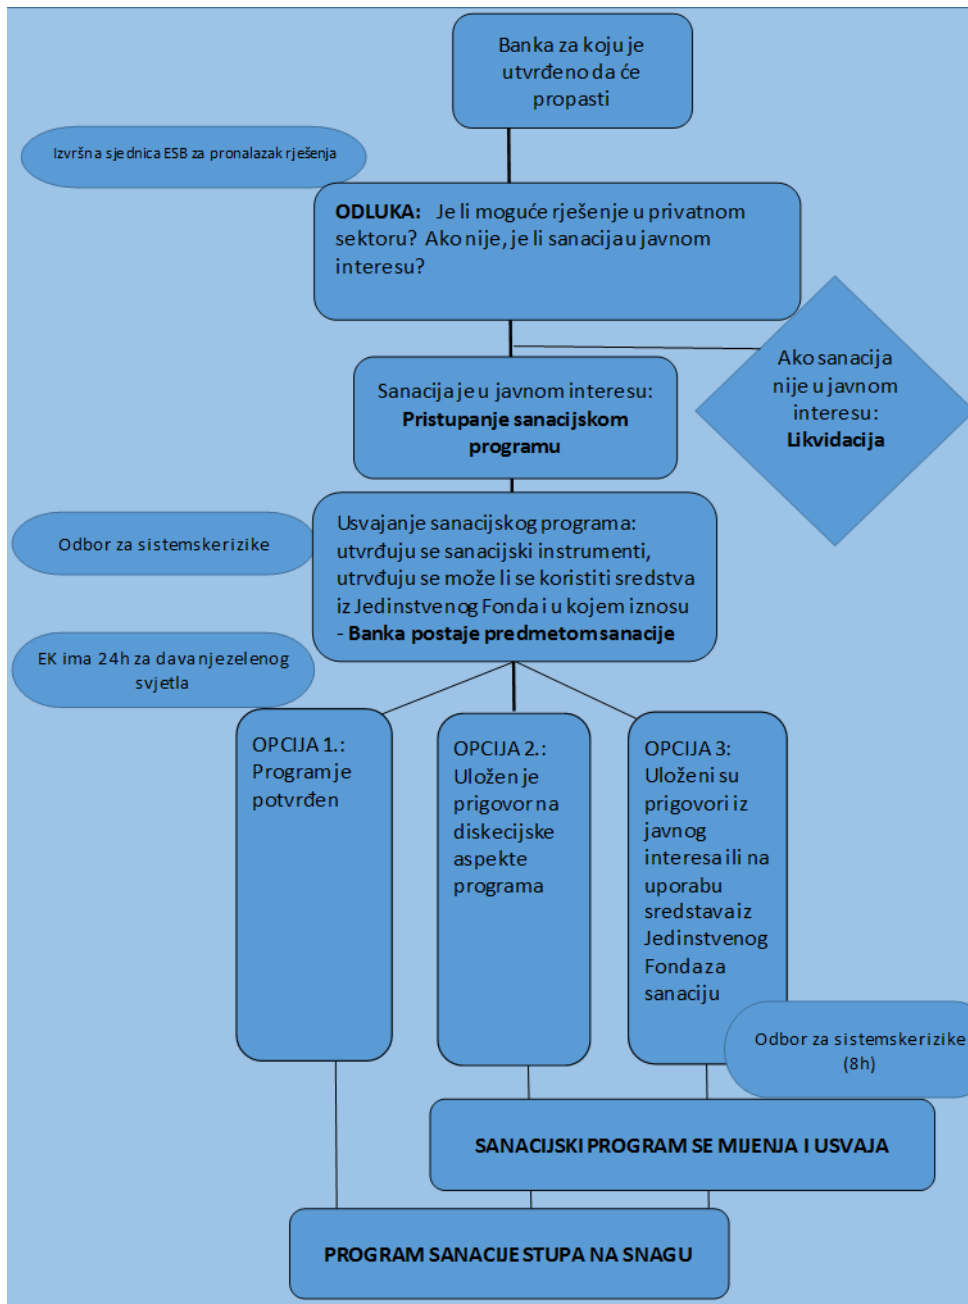 Banka za koju je
utvrđeno da će
propasti
Izvršna sjednica ESB za pronalazak rješenja
ODLUKA: Je li moguće rješenje u privatnom
sektoru? Ako nije, je li sanacija u javnom
interesu?
Ako sanacija
nije u javnom
interesu:
Likvidacija
Sanacija je u javnom interesu:
Pristupanje sanacijskom
programu
Odbor za sistemske rizike
Usvajanje sanacijskog programa:
utvrđuju se sanacijski instrumenti,
utrvđuju se može li se koristiti sredstva
iz Jedinstvenog Fonda i u kojem iznosu
- Banka postaje predmetom sanacije
EK ima 24h za davanje zelenog
svjetla
OPCIJA 1.:
Program je
potvrđen
OPCIJA 2.:
Uložen je
prigovor na
diskecijske
aspekte
programa
OPCIJA 3:
Uloženi su
prigovori iz
javnog
interesa ili na
uporabu
sredstava iz
Jedinstvenog
Fonda za
sanaciju
Odbor za sistemske rizike
(8h)
SANACIJSKI PROGRAM SE MIJENJA I USVAJA
PROGRAM SANACIJE STUPA NA SNAGU